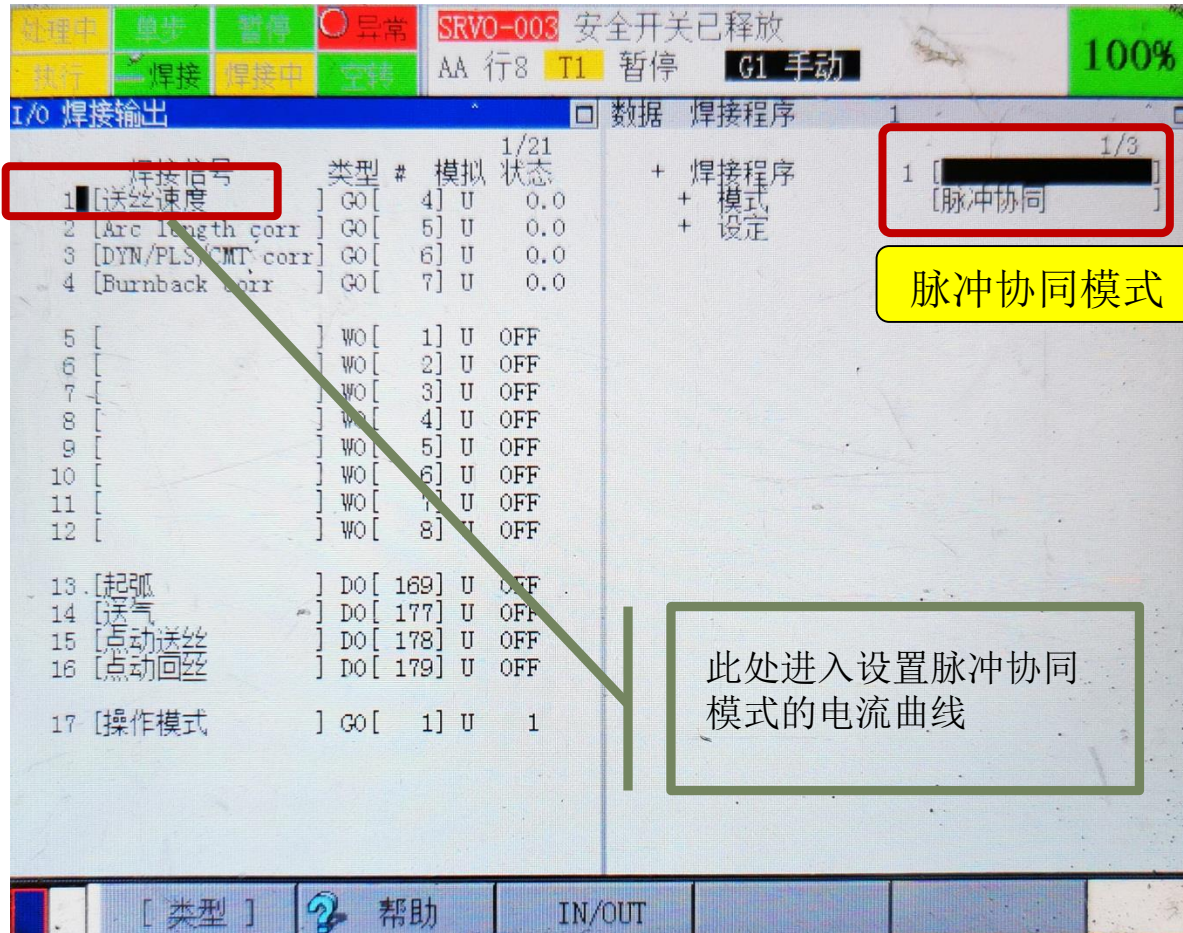 处理中 单步 暂停 异常 SRVO-003 安全开关已释放
执行 焊接 焊接中 空转 AA 行8 T1 暂停 G1 手动 100%
I/O 焊接输出 数据 焊接程序 1
1/21 1/3
焊接信号 类型 # 模拟 状态 + 焊接程序 1 [ ]
1 [送丝速度 ] GO[ 4] U 0.0 + 模式 [脉冲协同 ]
2 [Arc length corr ] GO[ 5] U 0.0 + 设定
3 [DYN/PLS/CMT corr] GO[ 6] U 0.0
4 [Burnback corr ] GO[ 7] U 0.0
脉冲协同模式
5 [ ] WO[ 1] U OFF
6 [ ] WO[ 2] U OFF
7 [ ] WO[ 3] U OFF
8 [ ] WO[ 4] U OFF
9 [ ] WO[ 5] U OFF
10 [ ] WO[ 6] U OFF
11 [ ] WO[ 7] U OFF
12 [ ] WO[ 8] U OFF
13 [起弧 ] DO[ 169] U OFF
14 [送气 ] DO[ 177] U OFF
15 [点动送丝 ] DO[ 178] U OFF
16 [点动回丝 ] DO[ 179] U OFF
17 [操作模式 ] GO[ 1] U 1
此处进入设置脉冲协同
模式的电流曲线
[ 类型 ] 帮助 IN/OUT